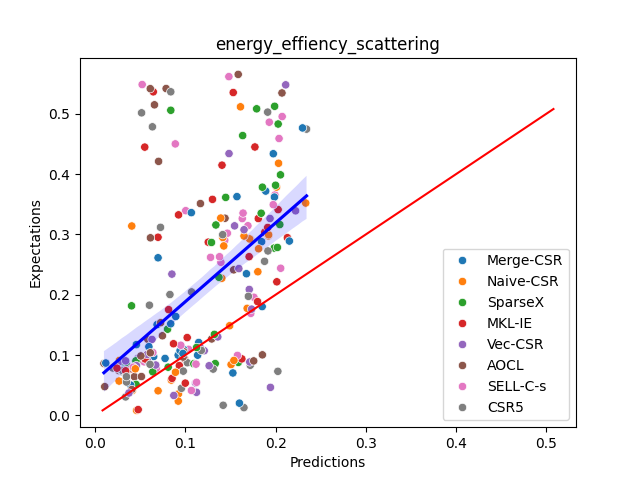 energy_effiency_scattering
Expectations
0.5
0.4
0.3
0.2
0.1
0.0
Merge-CSR
Naive-CSR
SparseX
MKL-IE
Vec-CSR
AOCL
SELL-C-s
CSR5
0.0 0.1 0.2 0.3 0.4 0.5
Predictions